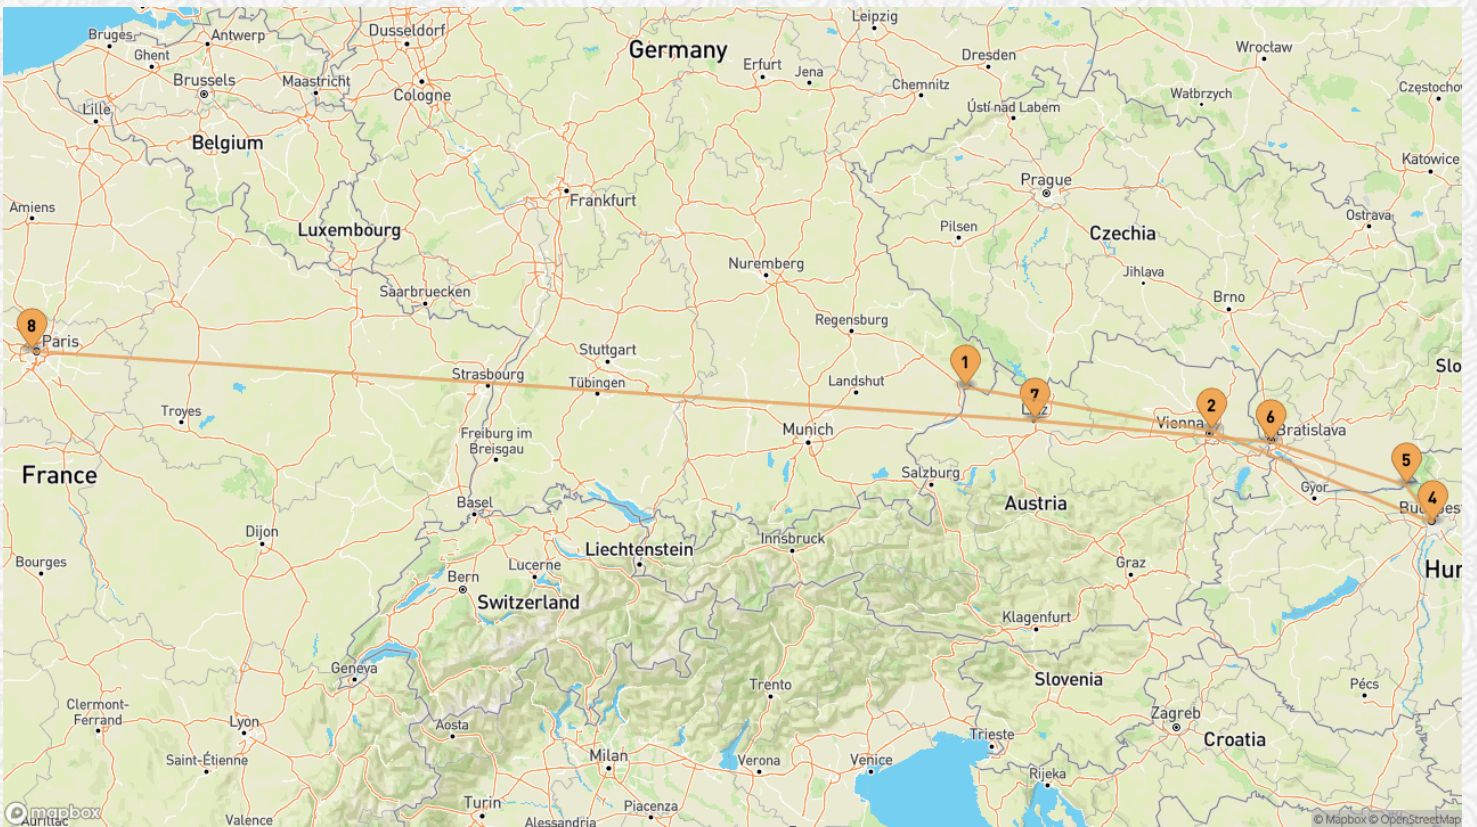 Leipzig
Bruges
Antwerp
Dusseldorf
Germany
Wrocław
Ghent
Dresden
Erfurt
Jena
Brussels
Maastricht
Chemnitz
Cologne
Wałbrzych
Lille
Ústí nad Labem
Belgium
Katowice
Prague
Frankfurt
Amiens
Ostrava
Luxembourg
Pilsen
Czechia
Nuremberg
Jihlava
Saarbruecken
Brno
Regensburg
8
Paris
Stuttgart
1
Slo
Strasbourg
Tübingen
Landshut
7
2
Troyes
6
Vienna
Munich
Bratislava
Freiburg im
Breisgau
5
France
Salzburg
Gyor
4
Basel
Austria
Dijon
Innsbruck
Liechtenstein
Bourges
Lucerne
Graz
Hur
Bern
Switzerland
Klagenfurt
Geneva
Slovenia
Trento
Pécs
Clermont-
Ferrand
Lyon
Aosta
Zagreb
Trieste
Croatia
Saint-Étienne
Milan
Verona
Venice
Rijeka
Turin
Piacenza
mapbox
Valence
Alessandria
© Mapbox © OpenStreetMap